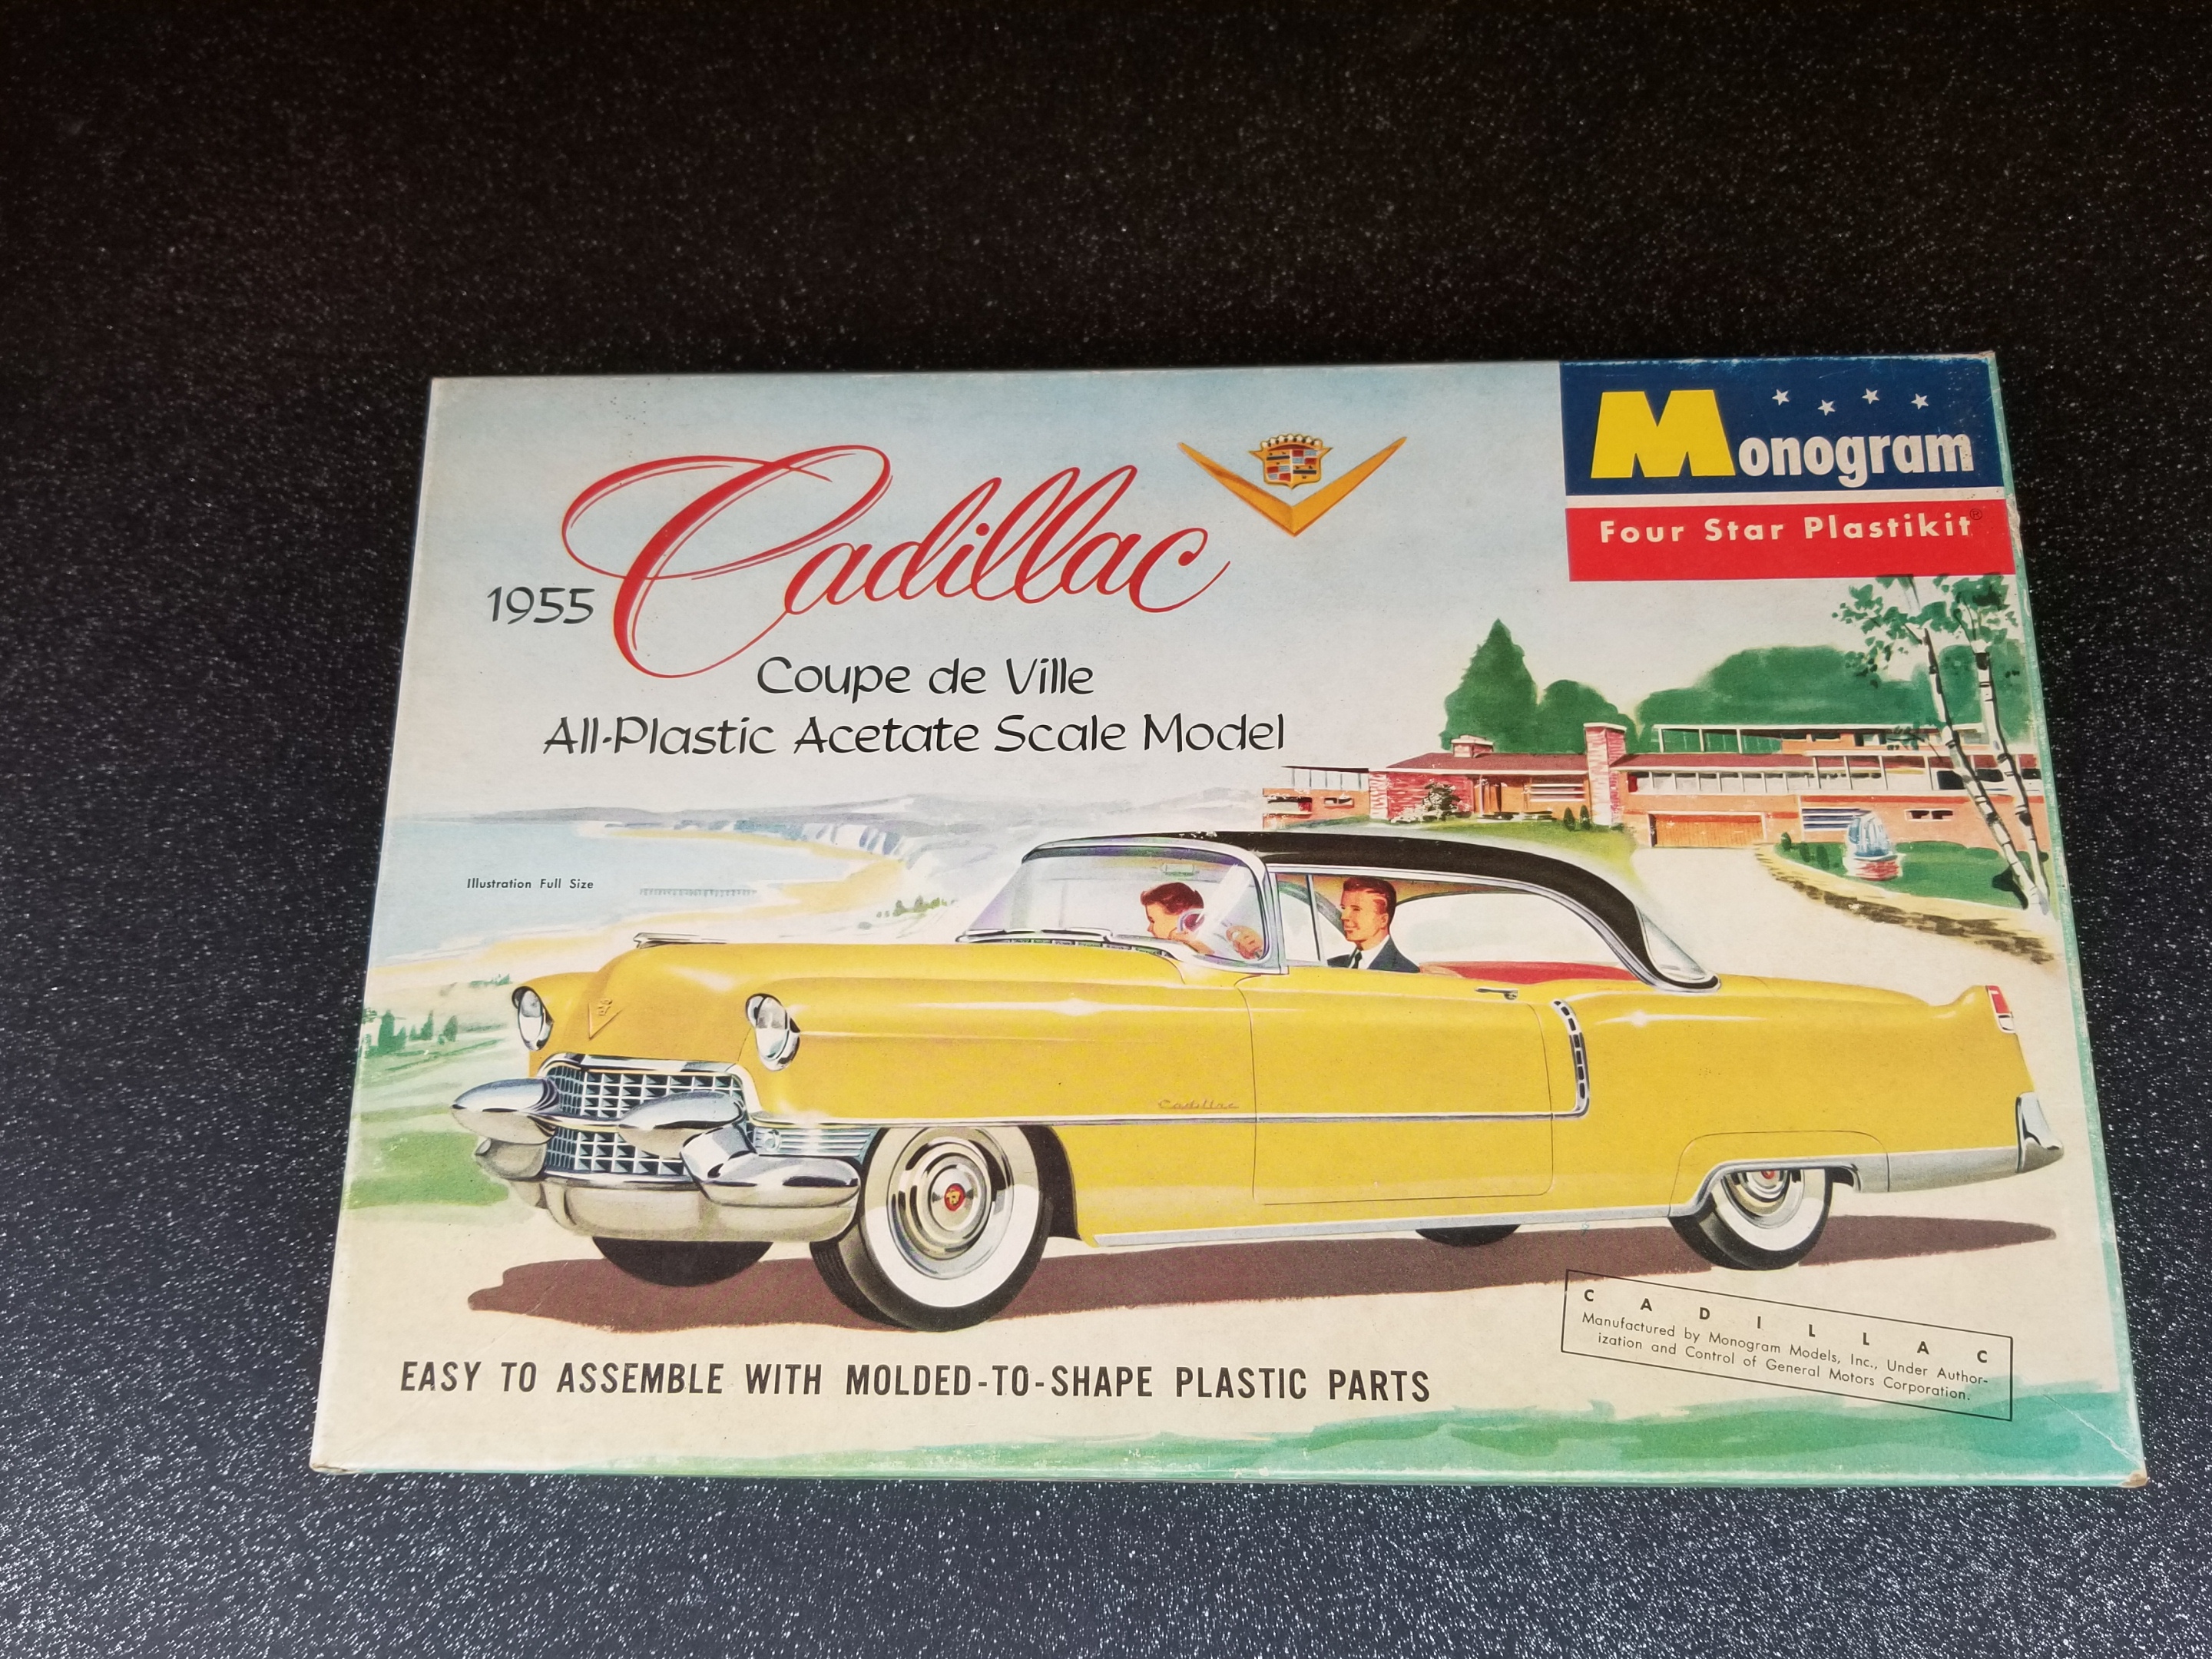 Monogram
Four Star Plastikit®
1955 Cadillac
Coupe de Ville
All-Plastic Acetate Scale Model
Illustration Full Size
Cadillac
EASY TO ASSEMBLE WITH MOLDED-TO-SHAPE PLASTIC PARTS
CADILLAC
Manufactured by Monogram Models, Inc., Under Author-
ization and Control of General Motors Corporation.